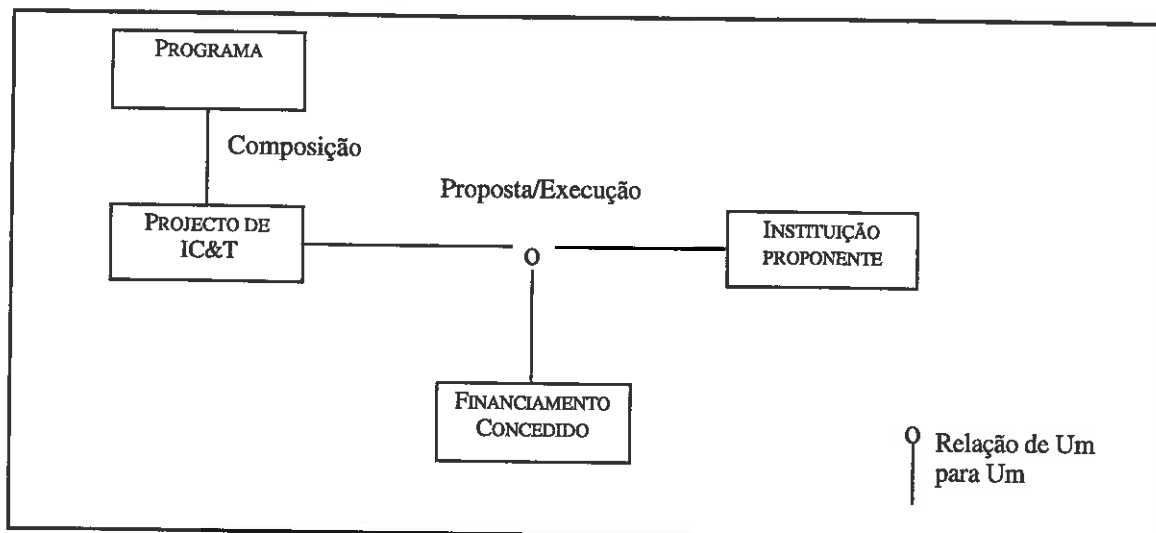 PROGRAMA
Composição
Proposta/Execução
PROJECTO DE
IC&T
INSTITUIÇÃO
PROPONENTE
O
FINANCIAMENTO
CONCEDIDO
O Relação de Um
para Um